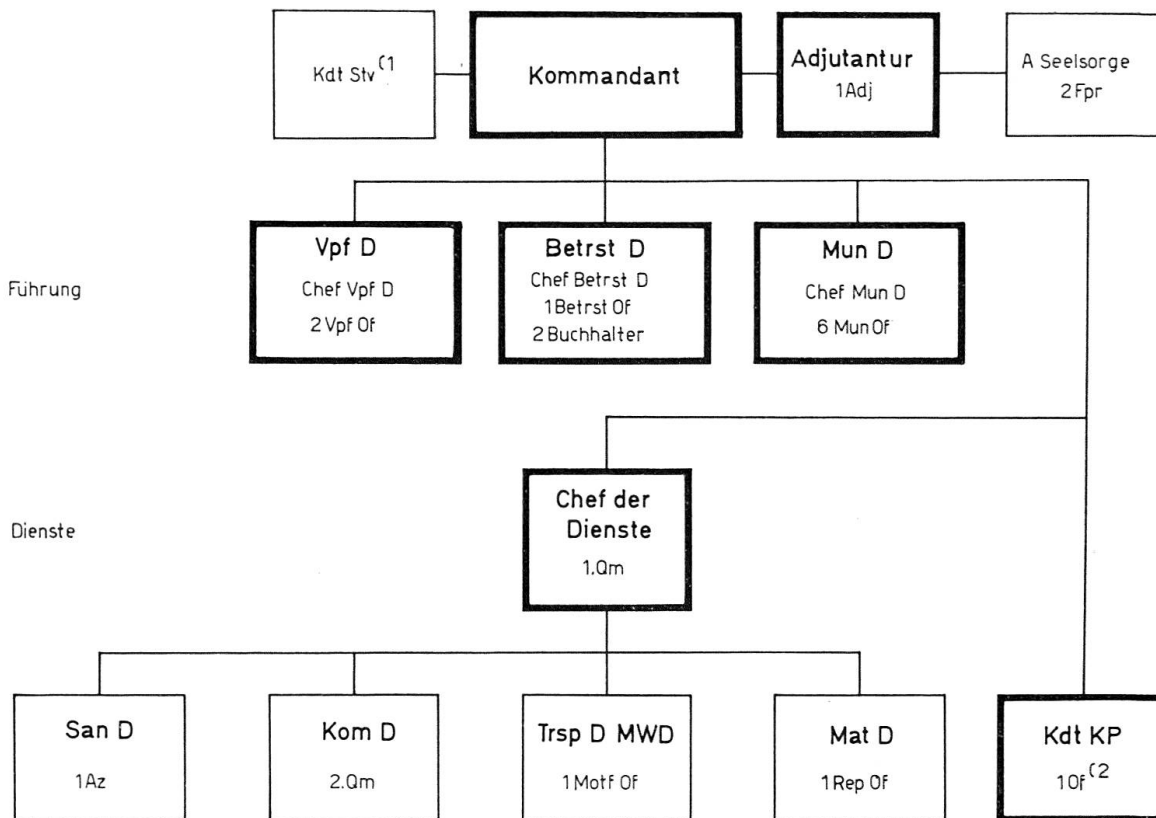 Kdt Stv (1
Kommandant
Adjutantur
1 Adj
A Seelsorge
2 Fpr
Führung
Vpf D
Chef Vpf D
2 Vpf Of
Betrst D
Chef Betrst D
1 Betrst Of
2 Buchhalter
Mun D
Chef Mun D
6 Mun Of
Dienste
Chef der
Dienste
1. Qm
San D
1 Az
Kom D
2. Qm
Trsp D MWD
1 Motf Of
Mat D
1 Rep Of
Kdt KP
1 Of (2